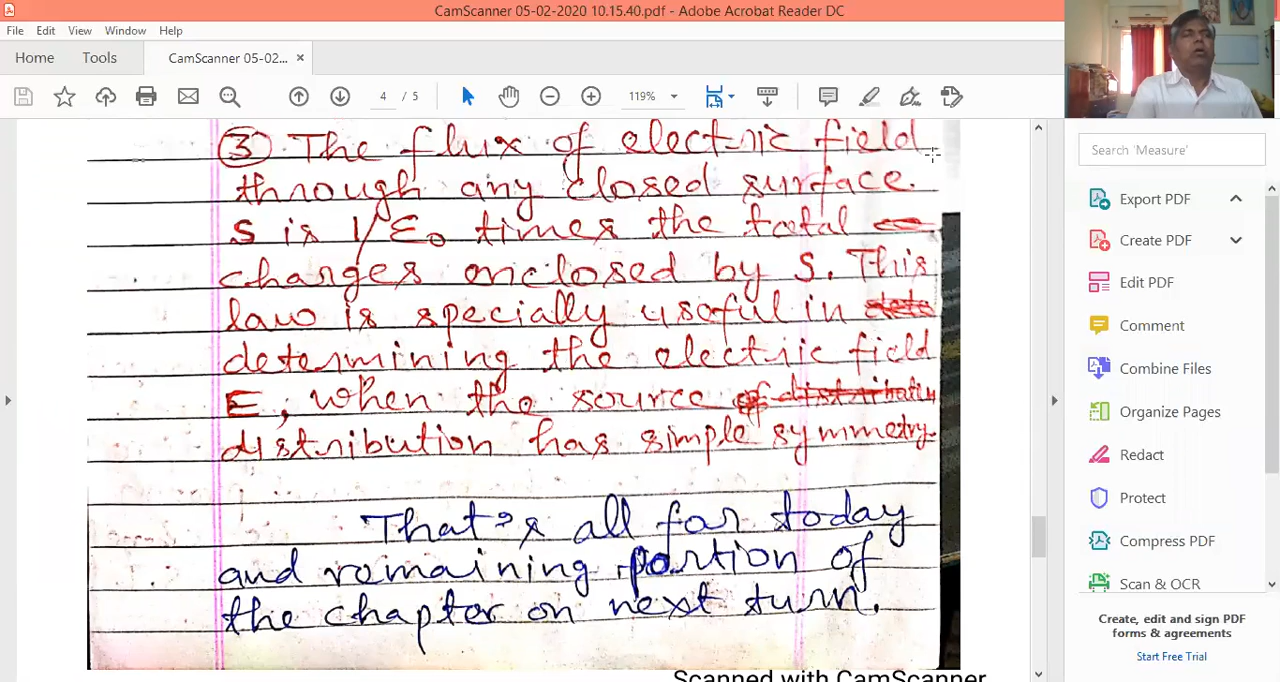 CamScanner 05-02-2020 10.15.40.pdf - Adobe Acrobat Reader DC
File Edit View Window Help
Home Tools CamScanner 05-02... ×
4 / 5 119%
Search 'Measure'
Export PDF
Create PDF
Edit PDF
Comment
Combine Files
Organize Pages
Redact
Protect
Compress PDF
Scan & OCR
Create, edit and sign PDF
forms & agreements
Start Free Trial
③ The flux of electric field
through any closed surface.
S is 1/ε₀ times the total
charges enclosed by S. This
law is specially useful in
determining the electric field
E, when the source
distribution has simple symmetry.
That's all for today
and remaining portion of
the chapter on next turn.
Scanned with CamScanner